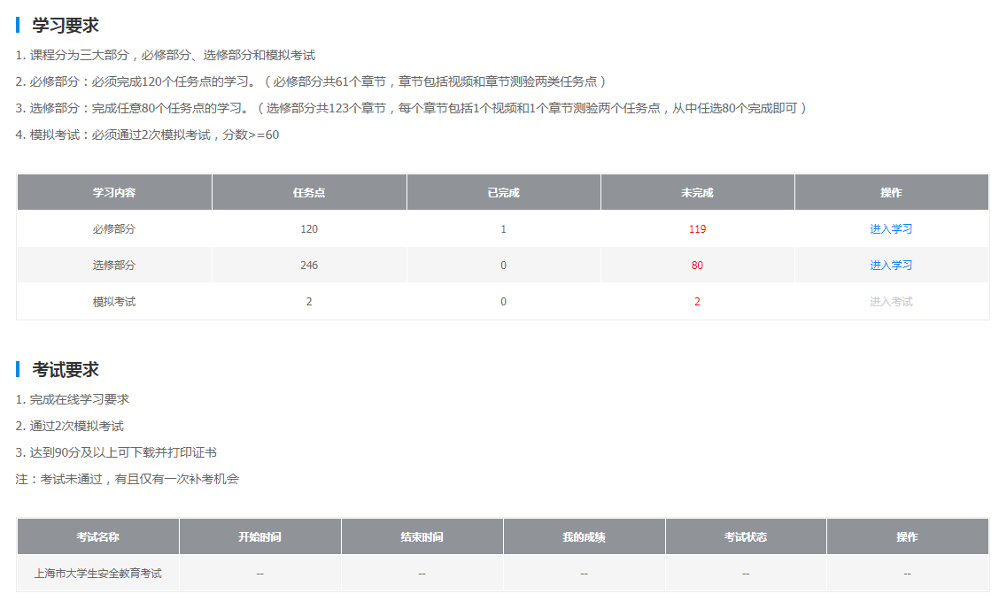 学习要求
1. 课程分为三大部分，必修部分、选修部分和模拟考试
2. 必修部分：必须完成120个任务点的学习。（必修部分共61个章节，章节包括视频和章节测验两类任务点）
3. 选修部分：完成任意80个任务点的学习。（选修部分共123个章节，每个章节包括1个视频和1个章节测验两个任务点，从中任选80个完成即可）
4. 模拟考试：必须通过2次模拟考试，分数>=60
学习内容 任务点 已完成 未完成 操作
必修部分 120 1 119 进入学习
选修部分 246 0 80 进入学习
模拟考试 2 0 2 进入考试
考试要求
1. 完成在线学习要求
2. 通过2次模拟考试
3. 达到90分及以上可下载并打印证书
注：考试未通过，有且仅有一次补考机会
考试名称 开始时间 结束时间 我的成绩 考试状态 操作
上海市大学生安全教育考试 -- -- -- -- --